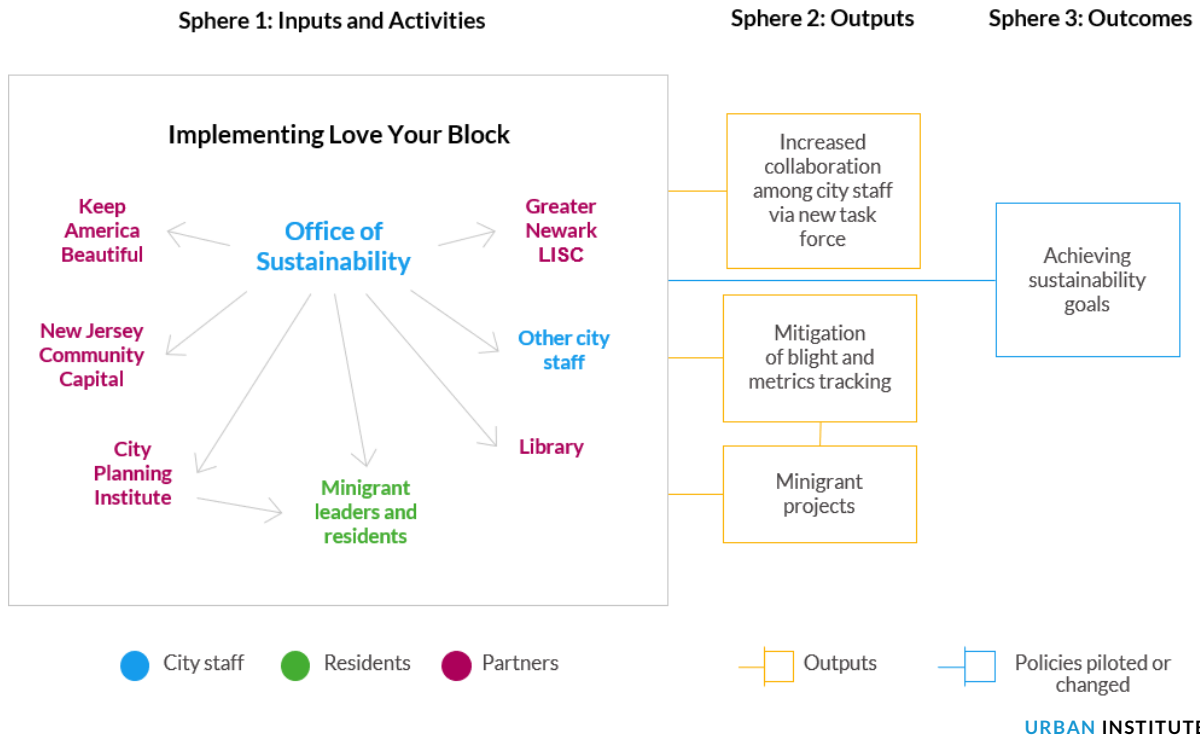 Sphere 1: Inputs and Activities
Sphere 2: Outputs
Sphere 3: Outcomes
Implementing Love Your Block
Keep
America
Beautiful
Office of
Sustainability
Greater
Newark
LISC
New Jersey
Community
Capital
Other city
staff
City
Planning
Institute
Minigrant
leaders and
residents
Library
Increased
collaboration
among city staff
via new task
force
Mitigation
of blight and
metrics tracking
Minigrant
projects
Achieving
sustainability
goals
City staff
Residents
Partners
Outputs
Policies piloted or
changed
URBAN INSTITUTE